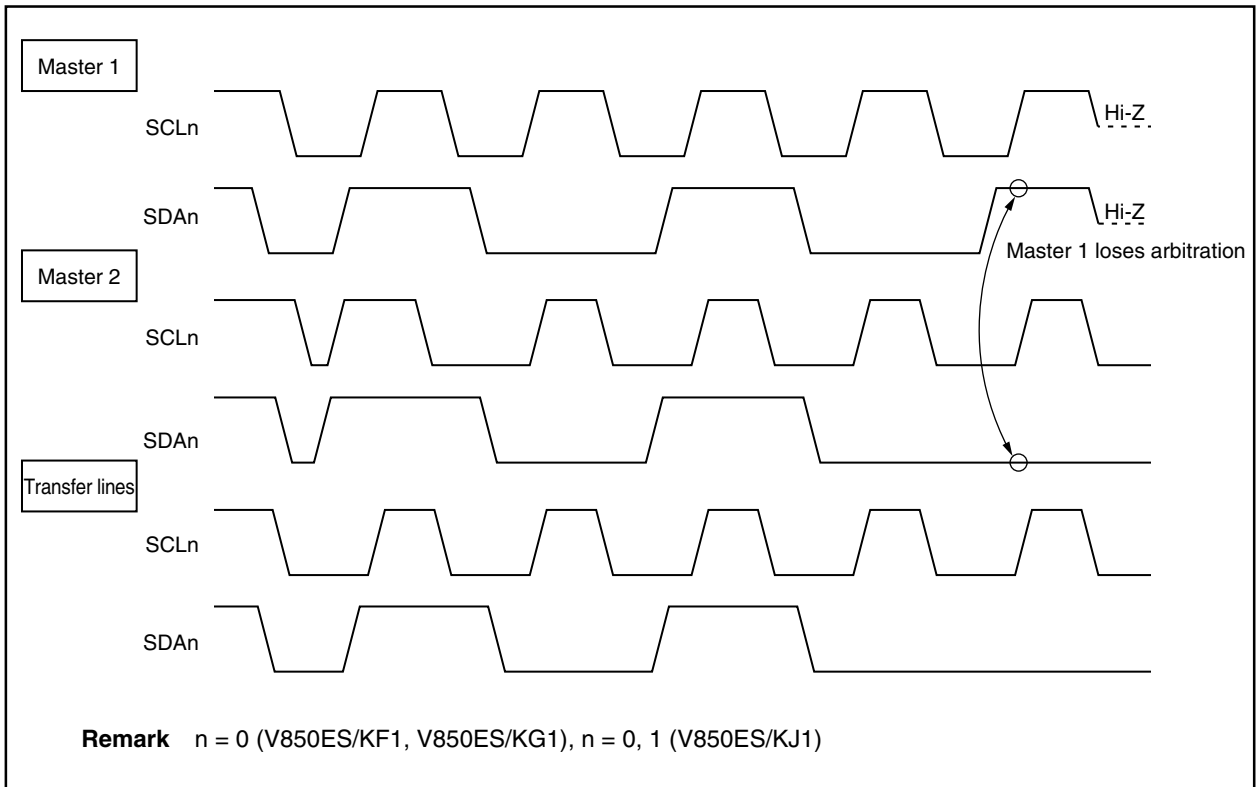 Master 1
SCLn
Hi-Z
SDAn
Hi-Z
Master 1 loses arbitration
Master 2
SCLn
SDAn
Transfer lines
SCLn
SDAn
Remark n = 0 (V850ES/KF1, V850ES/KG1), n = 0, 1 (V850ES/KJ1)